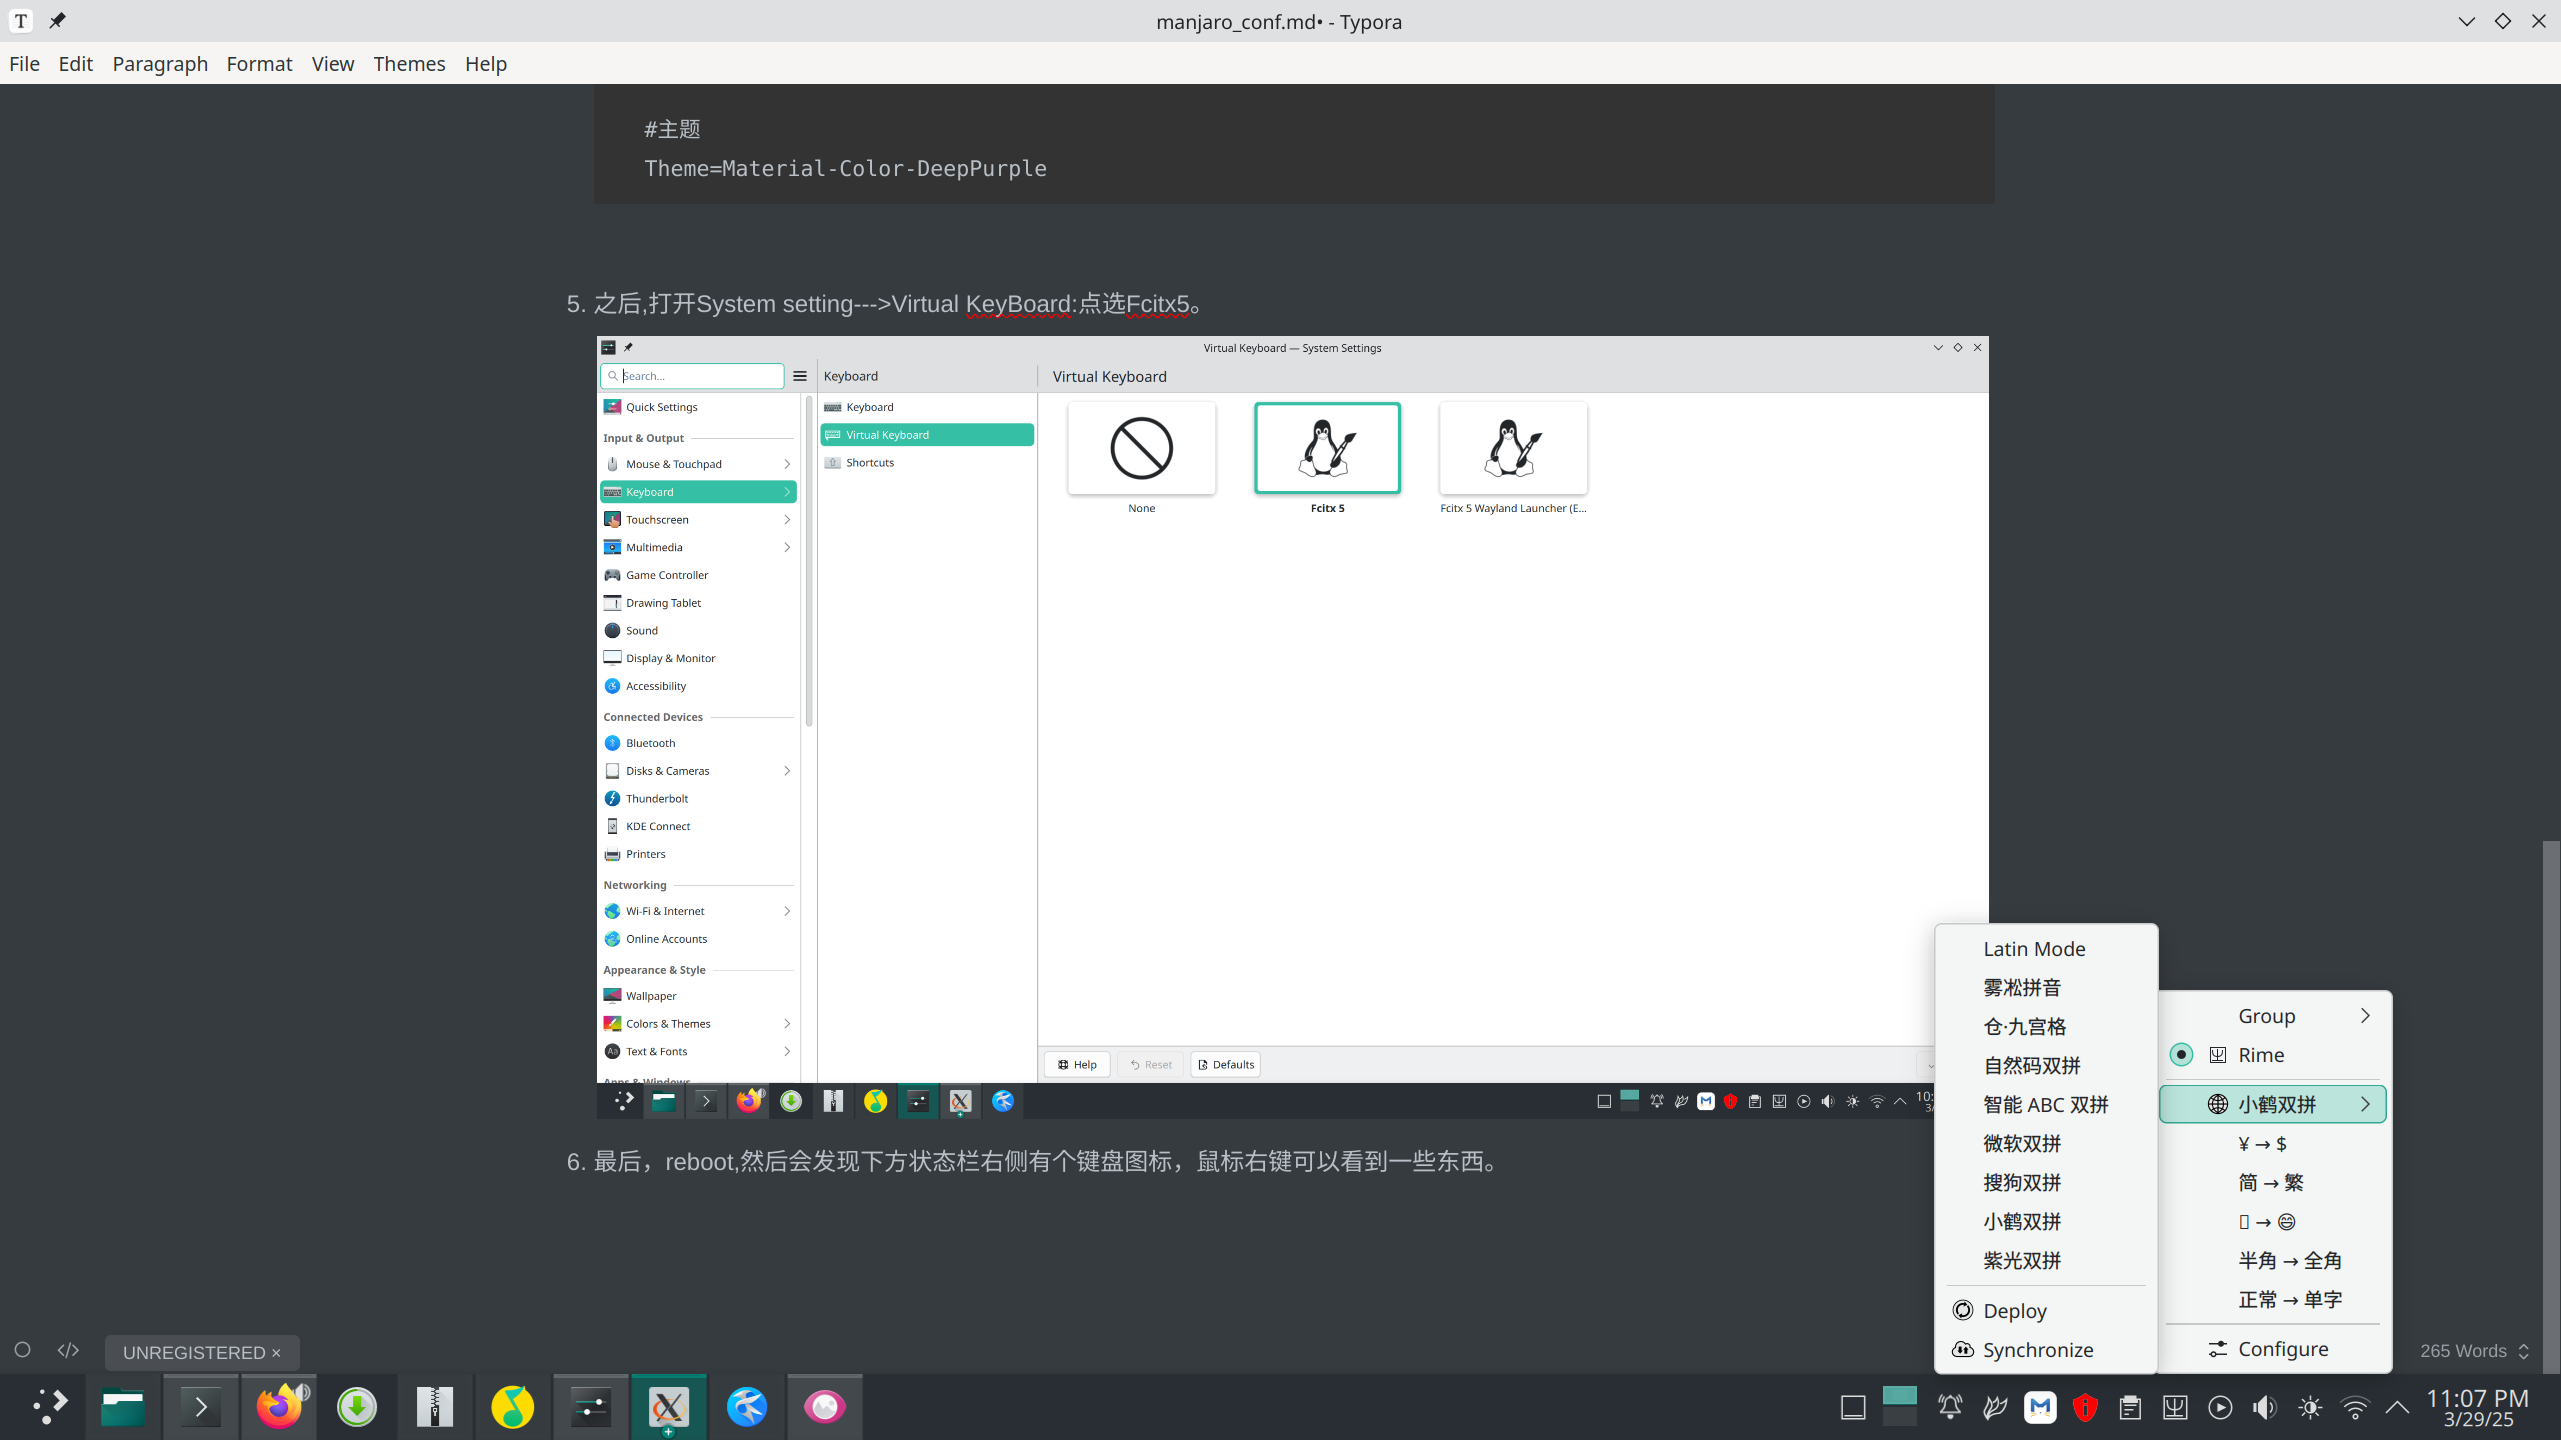 T
manjaro_conf.md• - Typora
File Edit Paragraph Format View Themes Help
#主题
Theme=Material-Color-DeepPurple
5. 之后,打开System setting--->Virtual KeyBoard:点选Fcitx5。
Virtual Keyboard — System Settings
Search...
Keyboard
Virtual Keyboard
Quick Settings
Input & Output
Mouse & Touchpad
Keyboard
Touchscreen
Multimedia
Game Controller
Drawing Tablet
Sound
Display & Monitor
Accessibility
Connected Devices
Bluetooth
Disks & Cameras
Thunderbolt
KDE Connect
Printers
Networking
Wi-Fi & Internet
Online Accounts
Appearance & Style
Wallpaper
Colors & Themes
Text & Fonts
Apps & Windows
Keyboard
Virtual Keyboard
Shortcuts
None
Fcitx 5
Fcitx 5 Wayland Launcher (E...
Help
Reset
Defaults
6. 最后，reboot,然后会发现下方状态栏右侧有个键盘图标，鼠标右键可以看到一些东西。
Latin Mode
雾凇拼音
仓·九宫格
自然码双拼
智能 ABC 双拼
微软双拼
搜狗双拼
小鹤双拼
紫光双拼
Deploy
Synchronize
Group
Rime
小鹤双拼
¥ → $
简 → 繁
→ 😄
半角 → 全角
正常 → 单字
Configure
UNREGISTERED ×
265 Words
11:07 PM
3/29/25